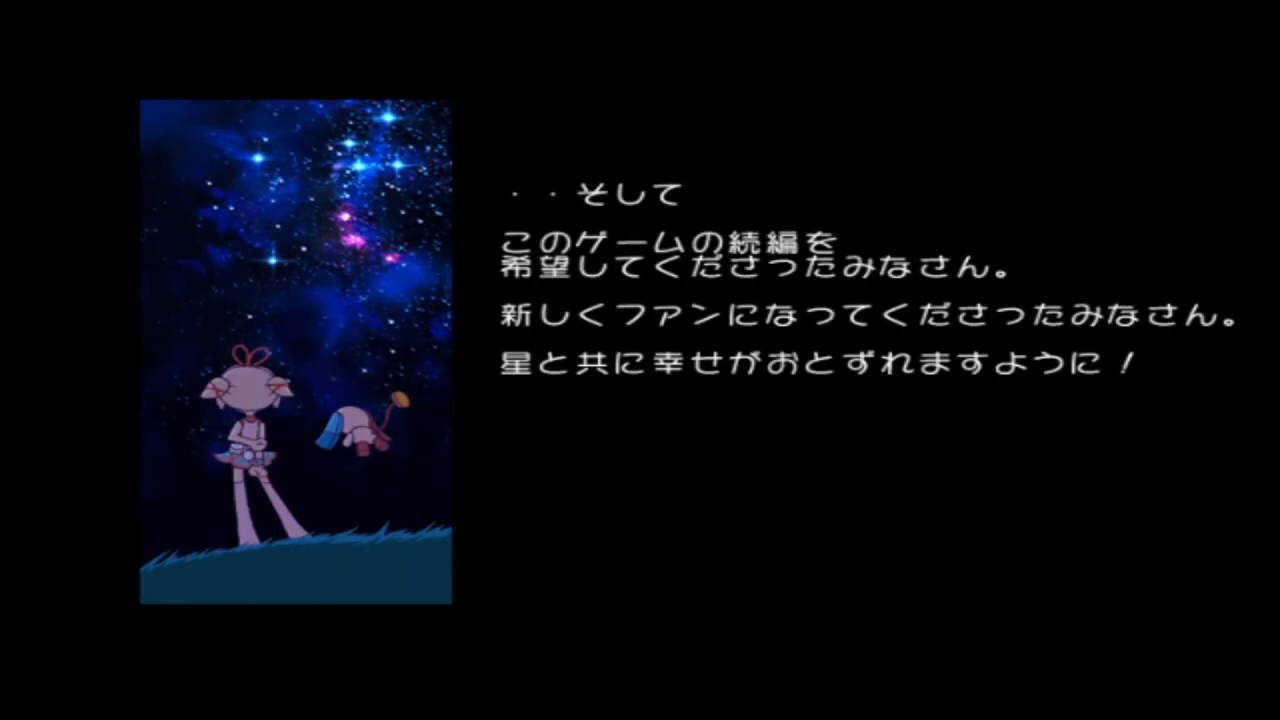 ・・そして
このゲームの続編を
希望してくださったみなさん。
新しくファンになってくださったみなさん。
星と共に幸せがおとずれますように！